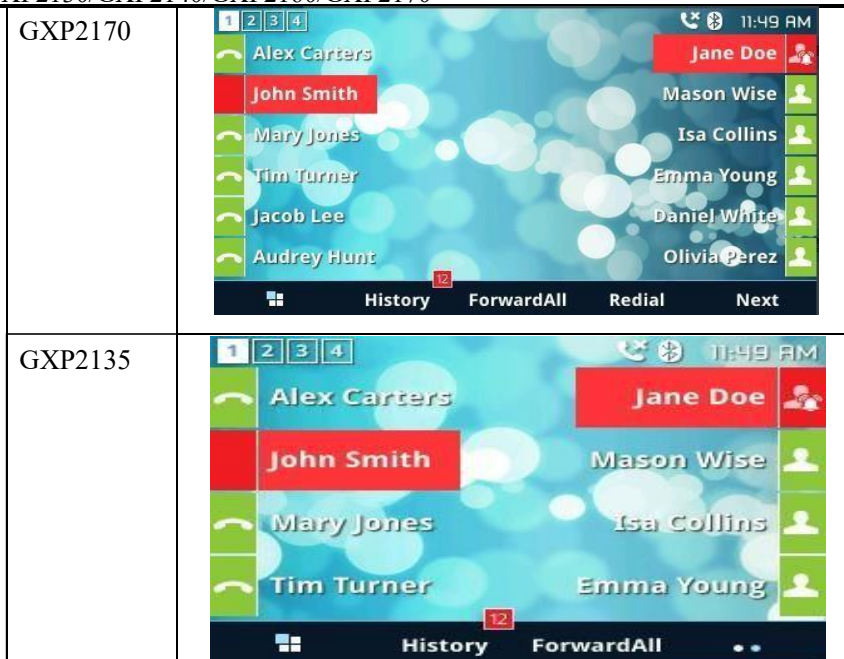 GXP2170
1 2 3 4 11:49 AM
Alex Carters Jane Doe
John Smith Mason Wise
Mary Jones Isa Collins
Tim Turner Emma Young
Jacob Lee Daniel White
Audrey Hunt Olivia Perez
12
History ForwardAll Redial Next
GXP2135
1 2 3 4 11:49 AM
Alex Carters Jane Doe
John Smith Mason Wise
Mary Jones Isa Collins
Tim Turner Emma Young
12
History ForwardAll